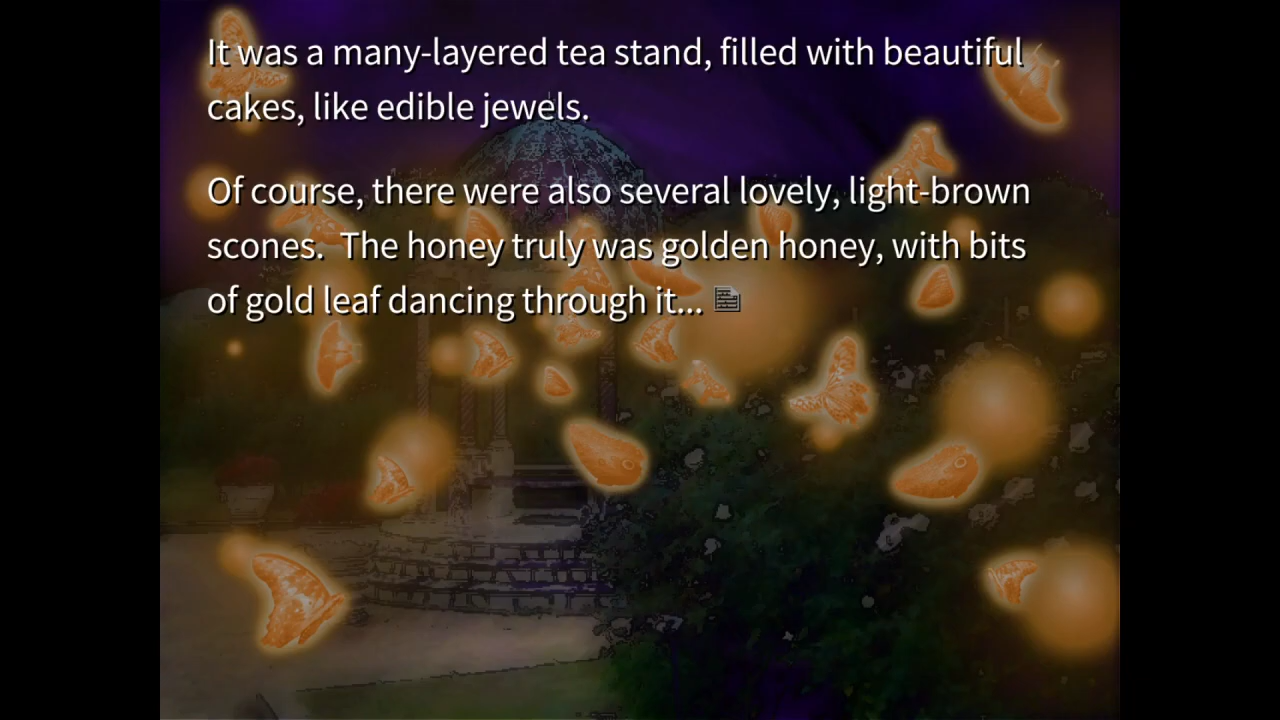 It was a many-layered tea stand, filled with beautiful
cakes, like edible jewels.
Of course, there were also several lovely, light-brown
scones.  The honey truly was golden honey, with bits
of gold leaf dancing through it...